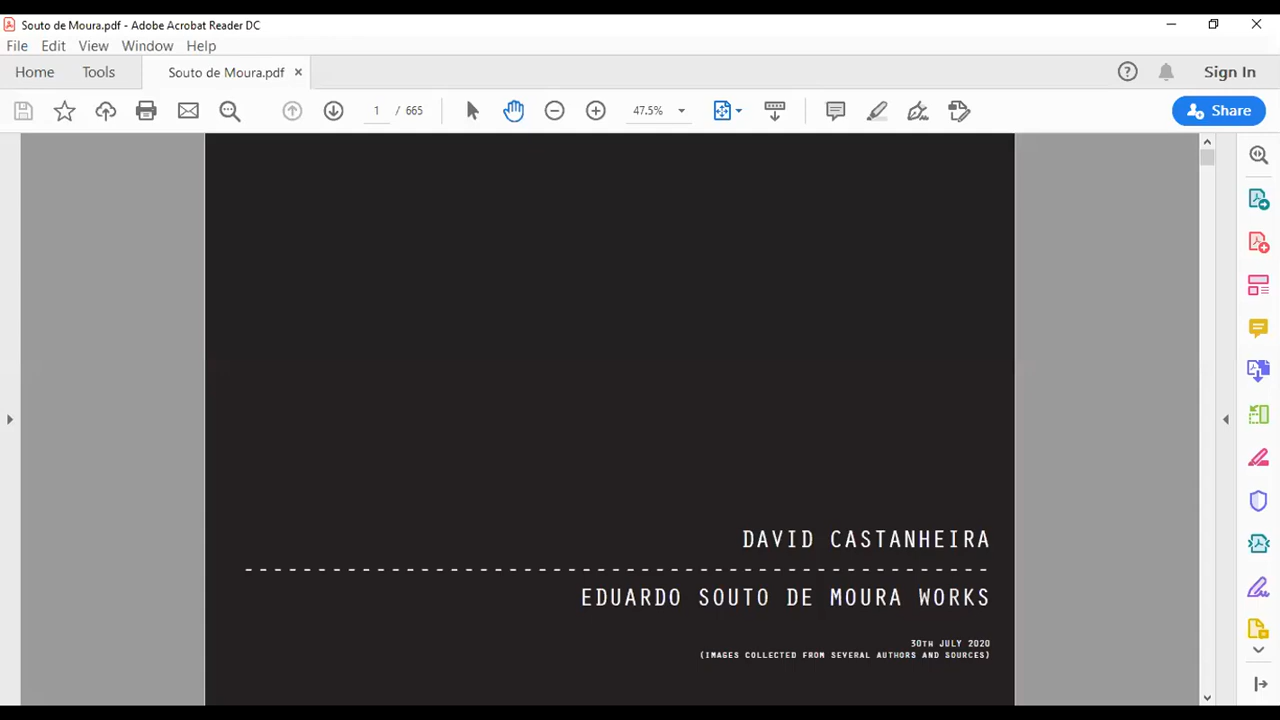 Souto de Moura.pdf - Adobe Acrobat Reader DC
File Edit View Window Help
Home Tools Souto de Moura.pdf × Sign In
1 / 665 47.5% Share
DAVID CASTANHEIRA
---------------------------------------------------
EDUARDO SOUTO DE MOURA WORKS
30TH JULY 2020
(IMAGES COLLECTED FROM SEVERAL AUTHORS AND SOURCES)